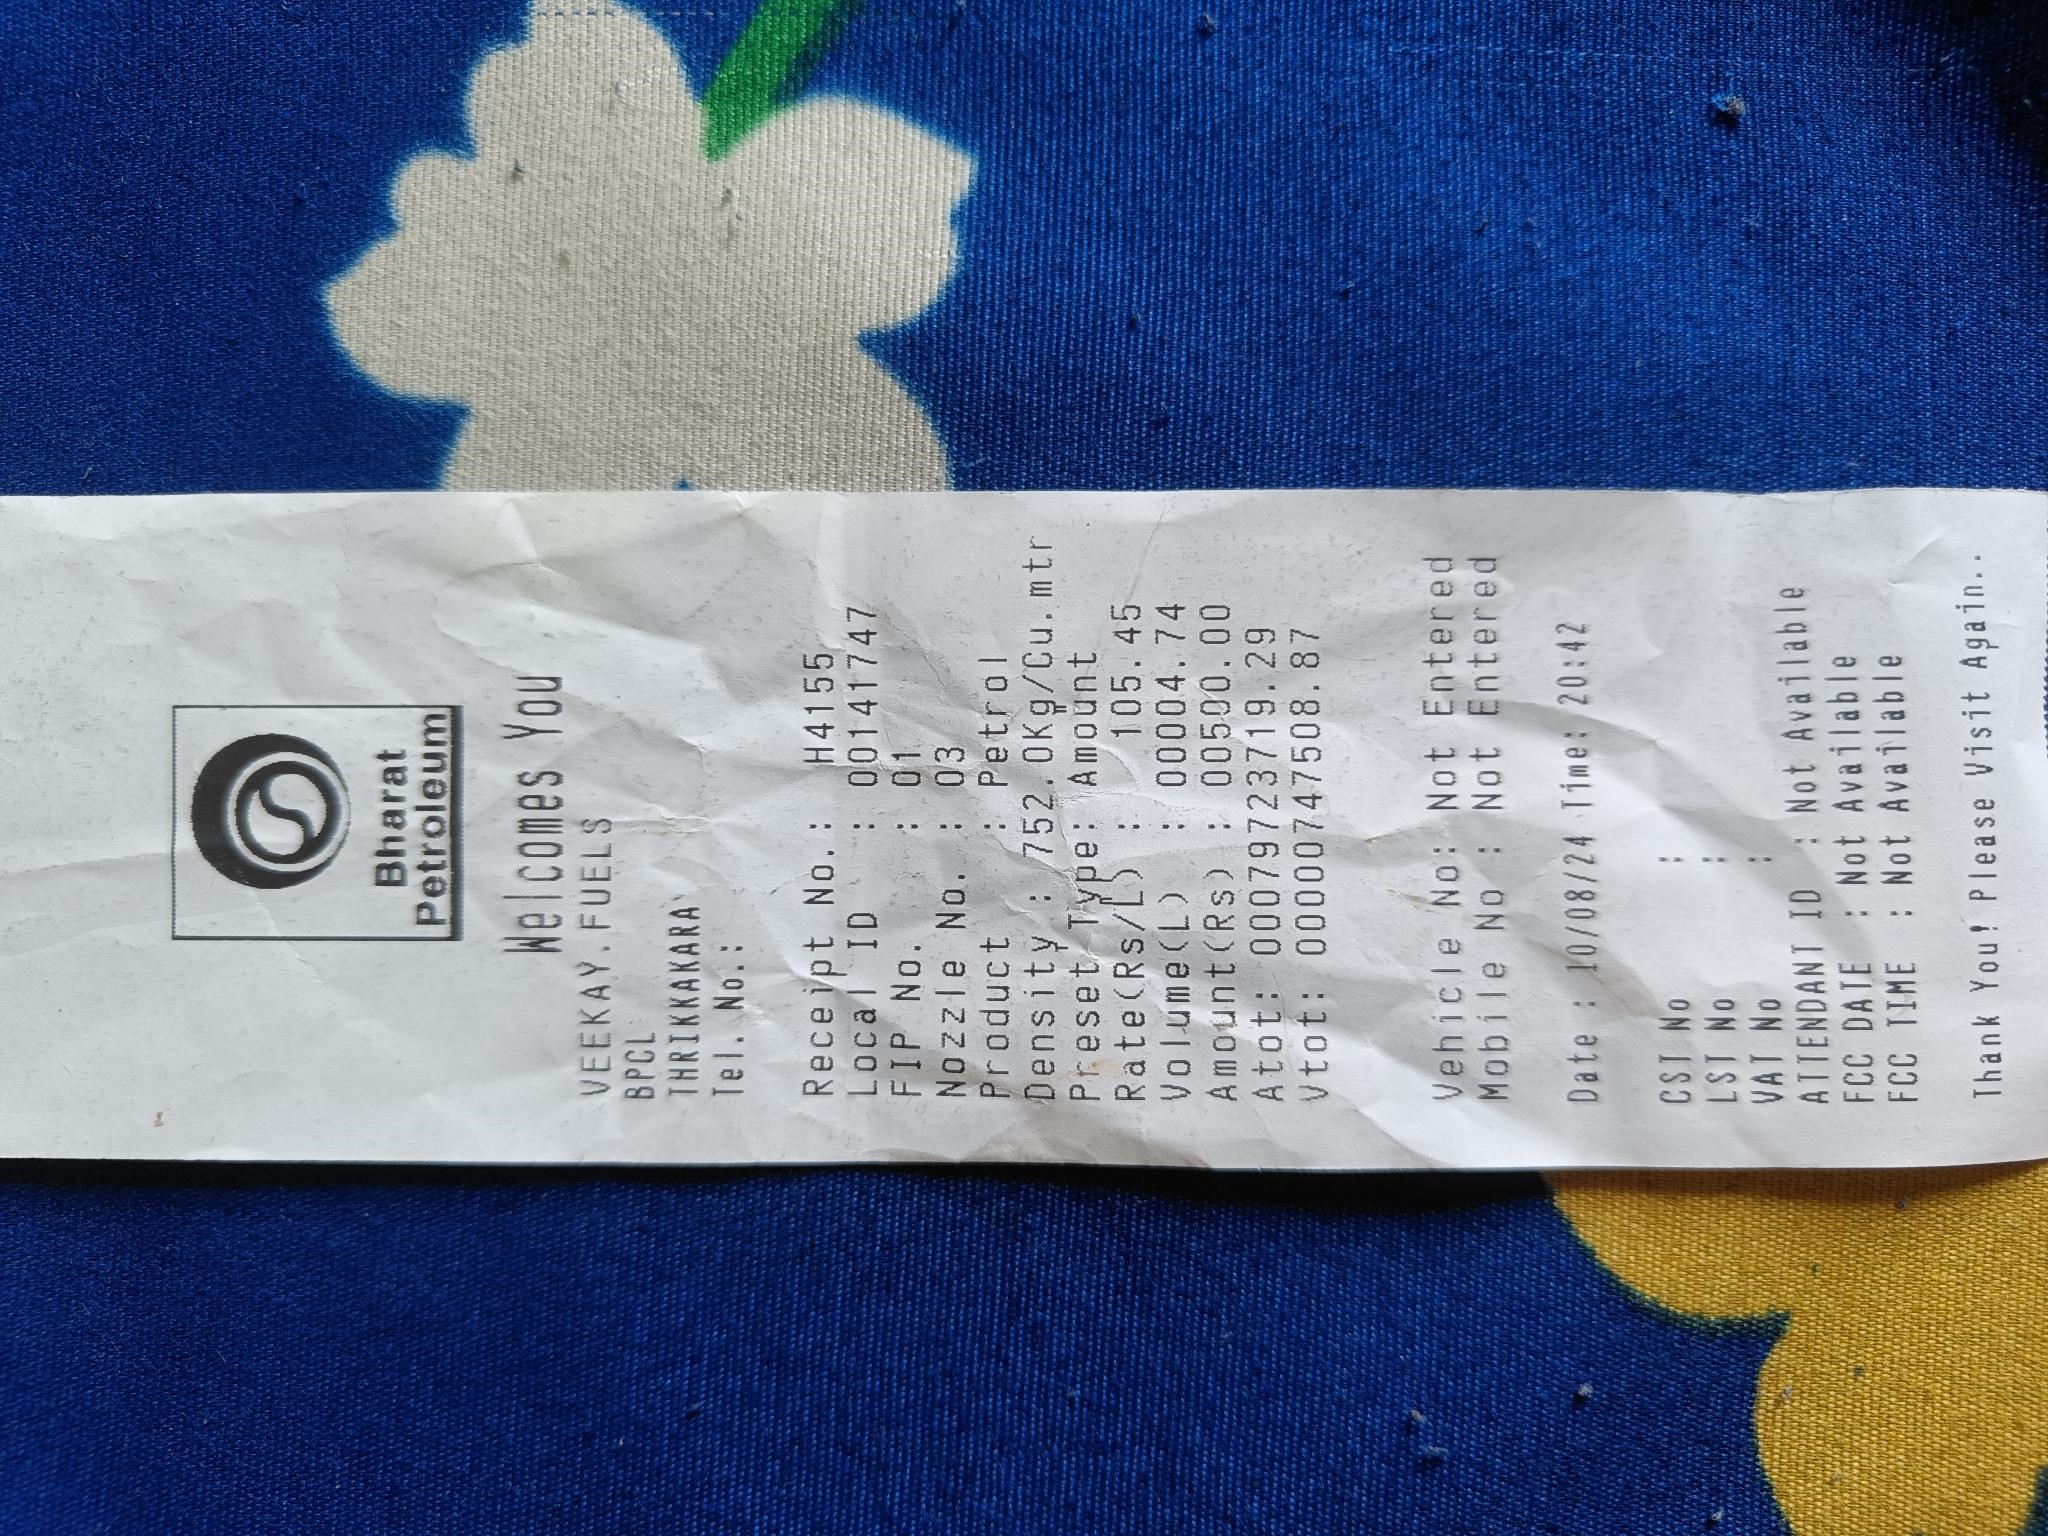 Bharat
Petroleum
Welcomes You
VEEKAY.FUELS
BPCL
THRIKKAKARA
Tel. No.:
Receipt No.: H4155
Local ID : 00141747
FIP No. : 01
Nozzle No. : 03
Product : Petrol
Density : 752.0Kg/Cu.mtr
Preset Type: Amount
Rate(Rs/L) : 105.45
Volume(L) : 00004.74
Amount(Rs) : 00500.00
Atot: 00079723719.29
Vtot: 00000747508.87
Vehicle No: Not Entered
Mobile No : Not Entered
Date : 10/08/24 Time: 20:42
CST No :
LST No :
VAT No :
ATTENDANT ID : Not Available
FCC DATE : Not Available
FCC TIME : Not Available
Thank You! Please Visit Again..